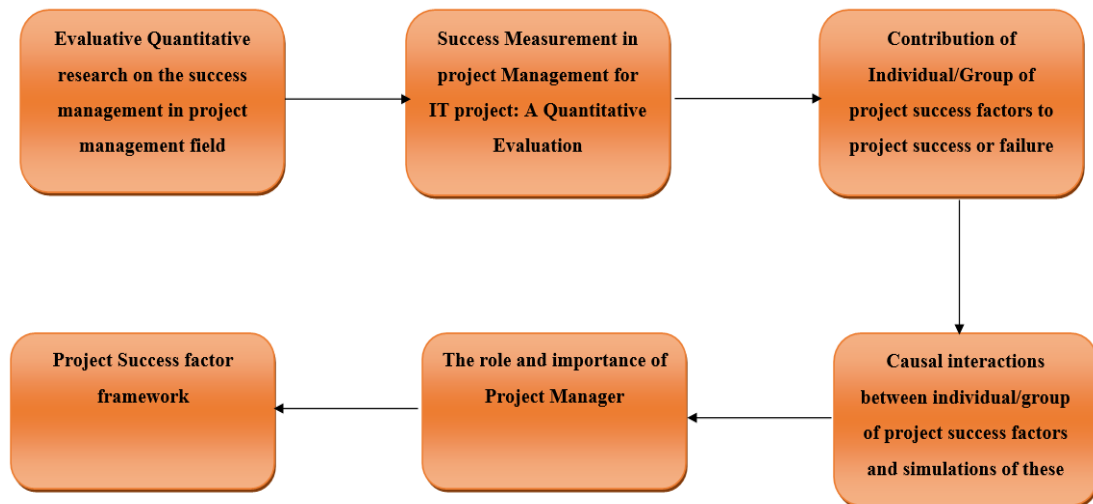 Evaluative Quantitative
research on the success
management in project
management field
Success Measurement in
project Management for
IT project: A Quantitative
Evaluation
Contribution of
Individual/Group of
project success factors to
project success or failure
Causal interactions
between individual/group
of project success factors
and simulations of these
The role and importance of
Project Manager
Project Success factor
framework